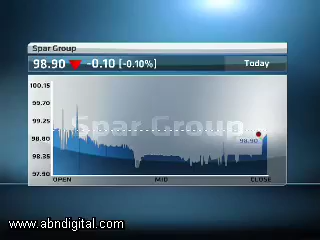 Spar Group
98.90 ▼ -0.10 [-0.10%] Today
100.15
99.70
99.25
98.80
98.35
97.90
Spar Group
98.90
OPEN MID CLOSE
www.abndigital.com